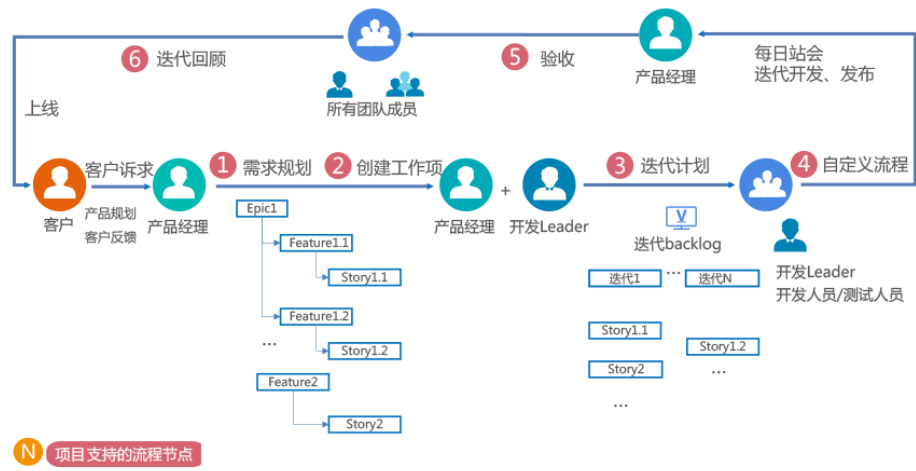 6 迭代回顾
5 验收
每日站会
迭代开发、发布
产品经理
所有团队成员
上线
客户诉求
1 需求规划
2 创建工作项
3 迭代计划
4 自定义流程
客户
产品规划
客户反馈
产品经理
产品经理
+
开发Leader
V
迭代backlog
开发Leader
开发人员/测试人员
Epic1
Feature1.1
Story1.1
Feature1.2
...
Story1.2
Feature2
Story2
迭代1
...
迭代N
Story1.1
Story1.2
Story2
...
...
N 项目支持的流程节点